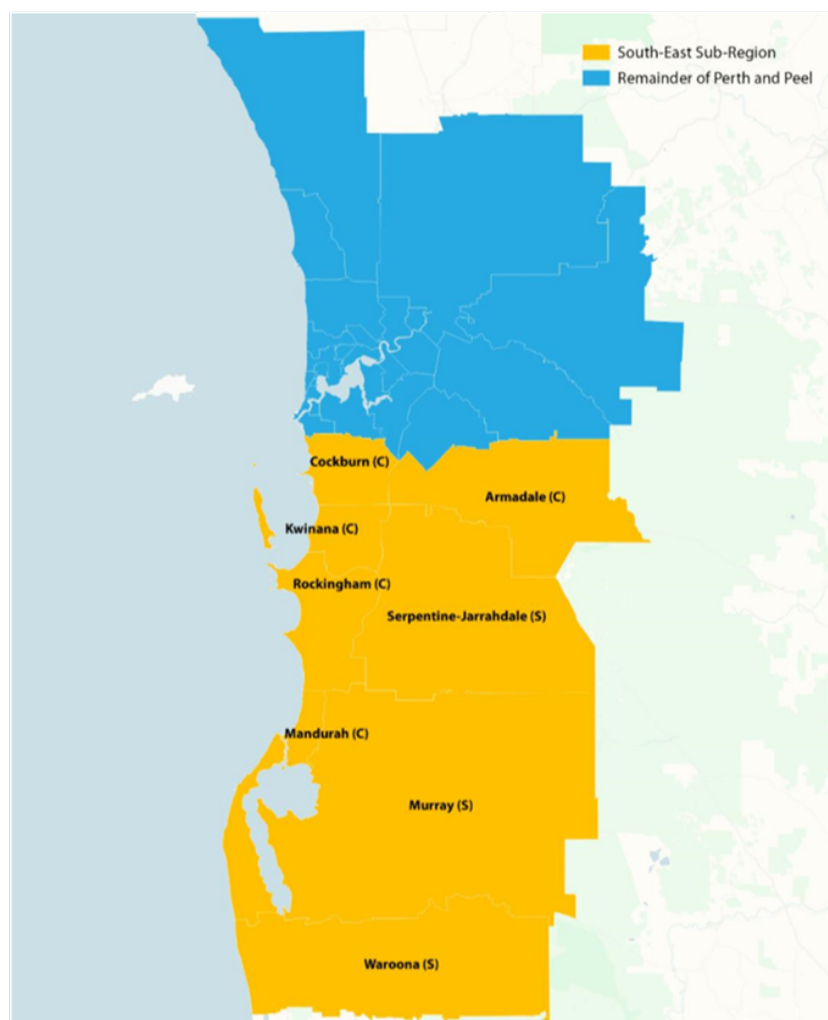 South-East Sub-Region
Remainder of Perth and Peel
Cockburn (C)
Armadale (C)
Kwinana (C)
Rockingham (C)
Serpentine-Jarrahdale (S)
Mandurah (C)
Murray (S)
Waroona (S)